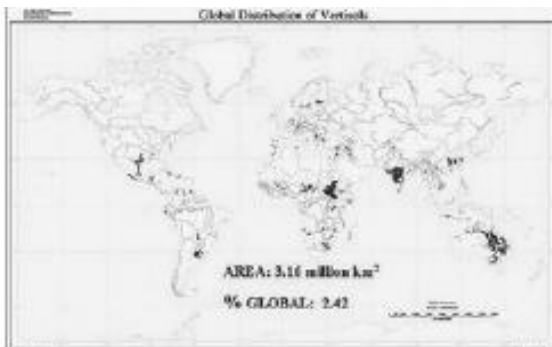 Global Distribution of Vertisols
AREA: 3.16 million km²
% GLOBAL: 2.42